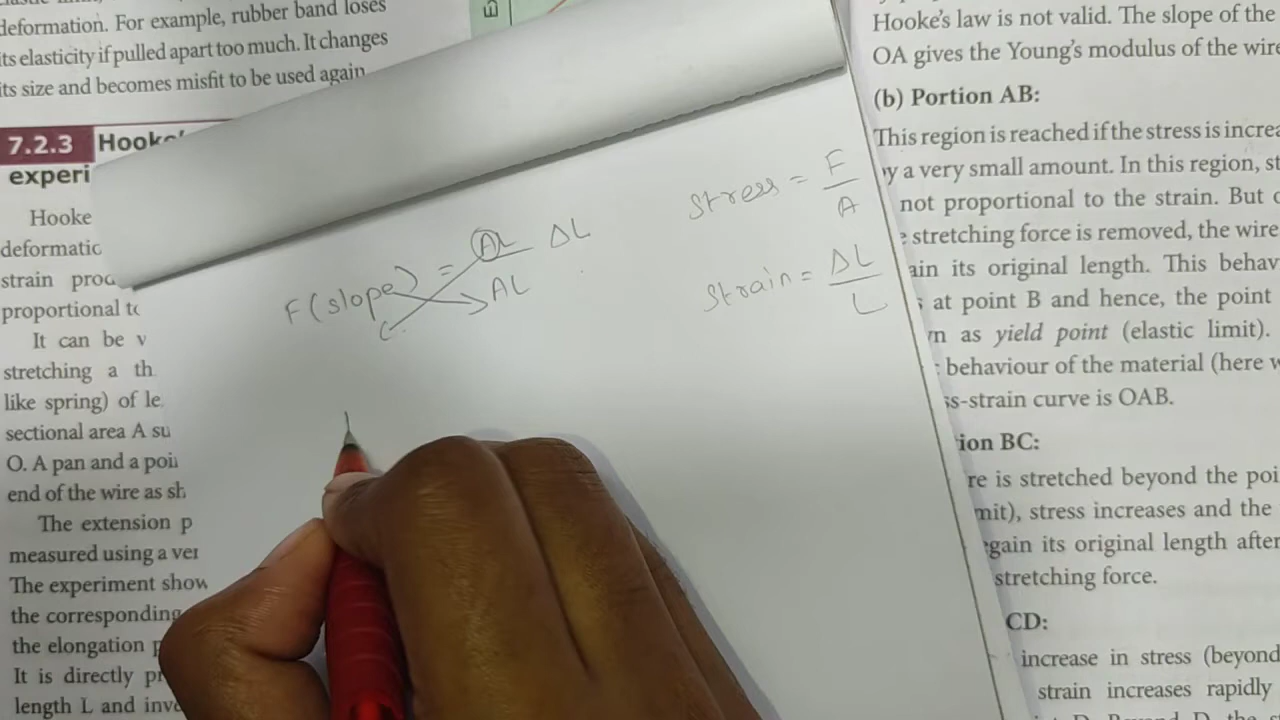 deformation. For example, rubber band loses
its elasticity if pulled apart too much. It changes
its size and becomes misfit to be used again
7.2.3
experi
Hooke
deformatic
strain
proportional
It can be
stretching a th
like spring) of le
sectional area A su
O. A pan and a poin
end of the wire as sh
The extension p
measured using a ver
The experiment show
the corresponding
the elongation p
It is directly pr
length L and inve
F(slope) = AL ΔL
AL
Stress = F
A
Strain = ΔL
L
Hooke's law is not valid. The slope of the
OA gives the Young's modulus of the wire
(b) Portion AB:
This region is reached if the stress is increa
by a very small amount. In this region, st
not proportional to the strain. But
stretching force is removed, the wire
ain its original length. This behav
at point B and hence, the point
wn as yield point (elastic limit).
behaviour of the material (here w
ss-strain curve is OAB.
ion BC:
re is stretched beyond the poi
mit), stress increases and the
gain its original length after
stretching force.
CD:
increase in stress (beyond
strain increases rapidly